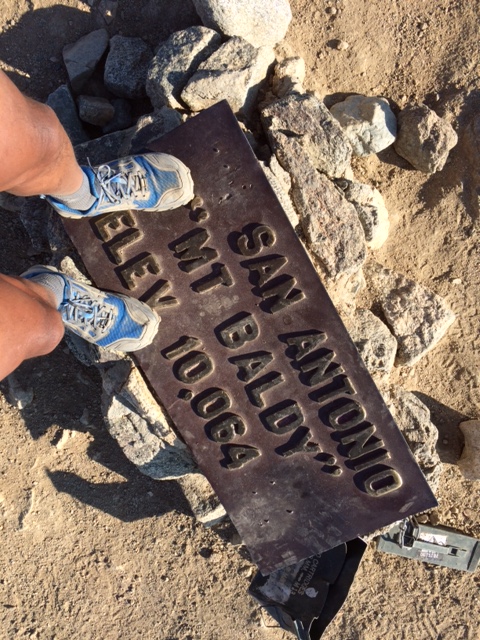 SAN ANTONIO
“MT BALDY”
ELEV 10,064